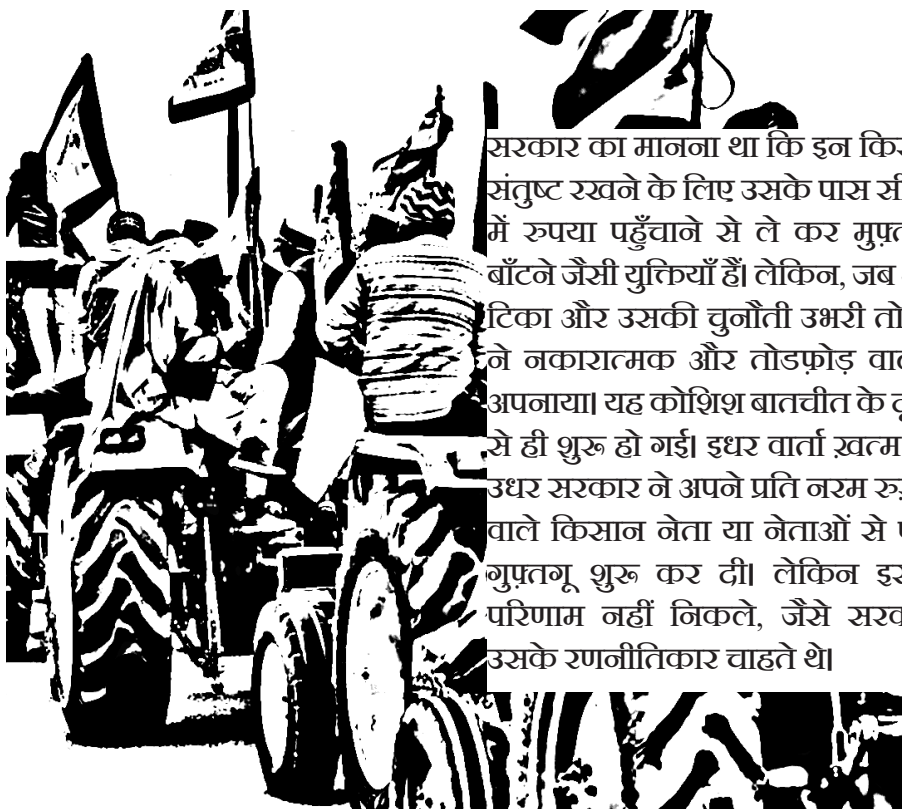 सरकार का मानना था कि इन
संतुष्ट रखने के लिए उसके पास
में रुपया पहुँचाने से ले कर
बाँटने जैसी युक्तियाँ हैं। लेकिन, जब
टिका और उसकी चुनौती उभरी तो
ने नकारात्मक और तोडफ़ोड़
अपनाया। यह कोशिश बातचीत के
से ही शुरू हो गई। इधर वार्ता ख़त्म
उधर सरकार ने अपने प्रति नरम
वाले किसान नेता या नेताओं से
गुफ़्तगू शुरू कर दी। लेकिन
परिणाम नहीं निकले, जैसे
उसके रणनीतिकार चाहते थे।